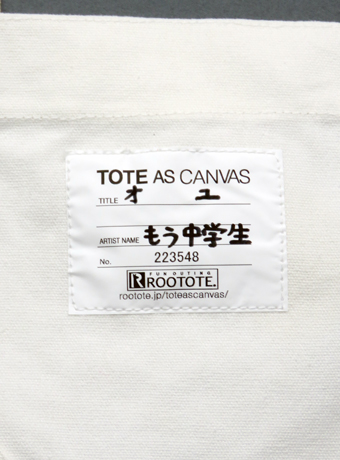 TOTE AS CANVAS
TITLE オ ユ
ARTIST NAME もう中学生
No. 223548
FUN OUTING
R ROOTOTE.
rootote.jp/toteascanvas/